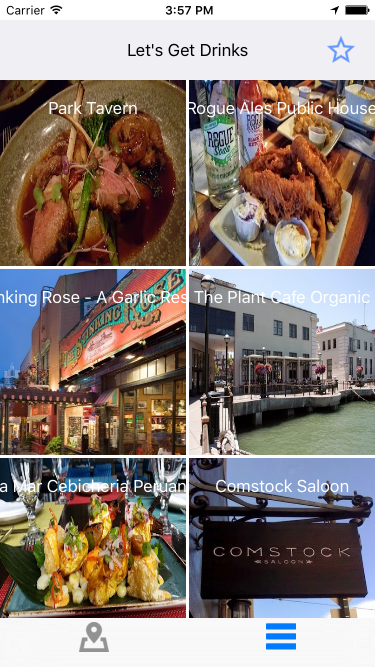 Carrier 3:57 PM
Let's Get Drinks
Park Tavern
Rogue Ales Public House
ROGUE
nking Rose - A Garlic Res
The Plant Cafe Organic
a Mar Cebicheria Peruan
Comstock Saloon
COMSTOCK
SALOON